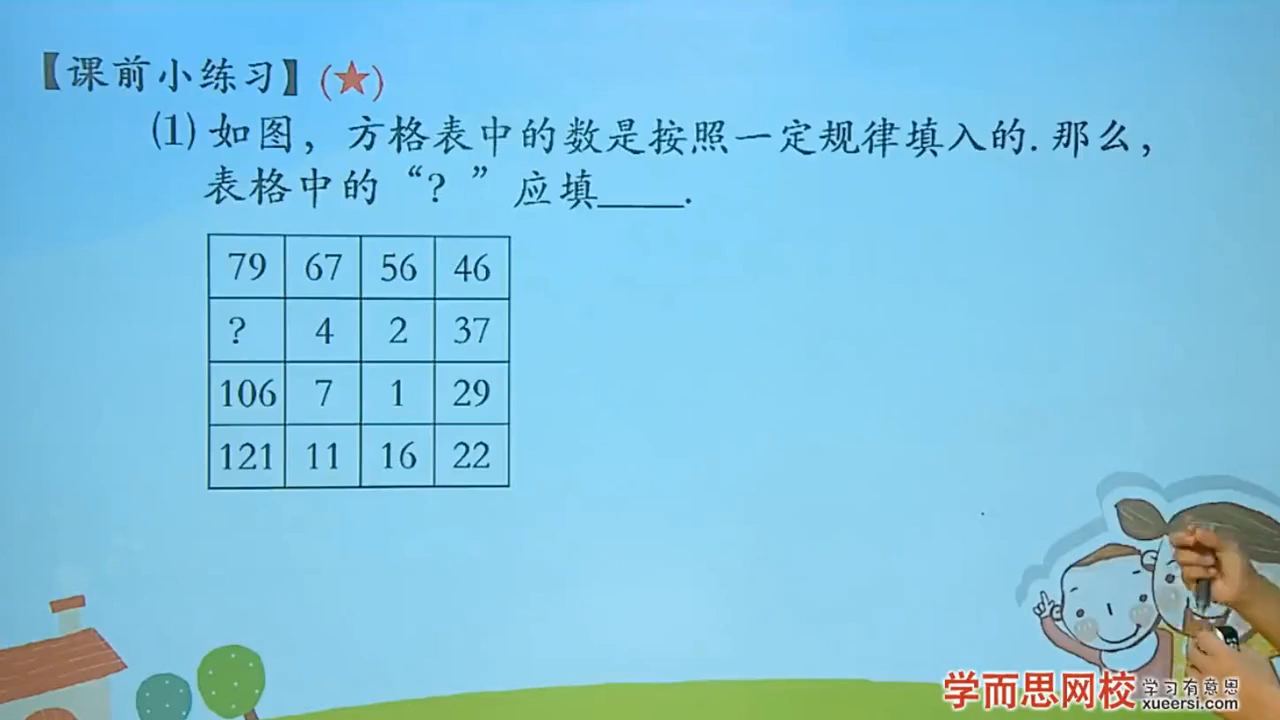 【课前小练习】(★)
(1) 如图，方格表中的数是按照一定规律填入的. 那么，
表格中的“? ”应填____.
79 67 56 46
? 4 2 37
106 7 1 29
121 11 16 22
学而思网校 学习有意思
xueersi.com